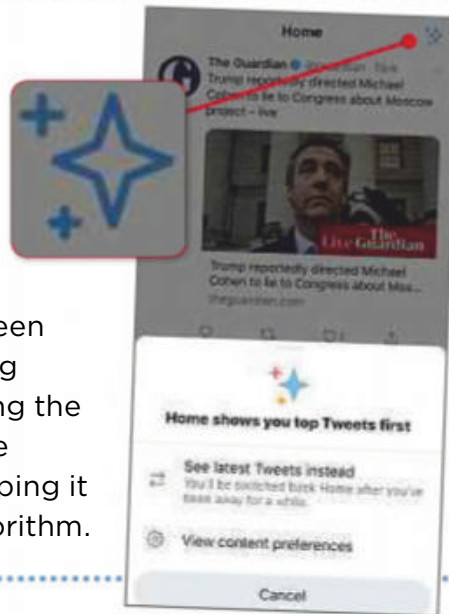 Home
The Guardian
Trump reportedly directed Michael
Cohen to lie to Congress about Moscow
project – live
The
Live Guardian
Trump reportedly directed Michael
Cohen to lie to Congress about Mos...
theguardian.com
een
g
ng the
e
ping it
orithm.
Home shows you top Tweets first
See latest Tweets instead
You'll be switched back Home after you've
been away for a while.
View content preferences
Cancel